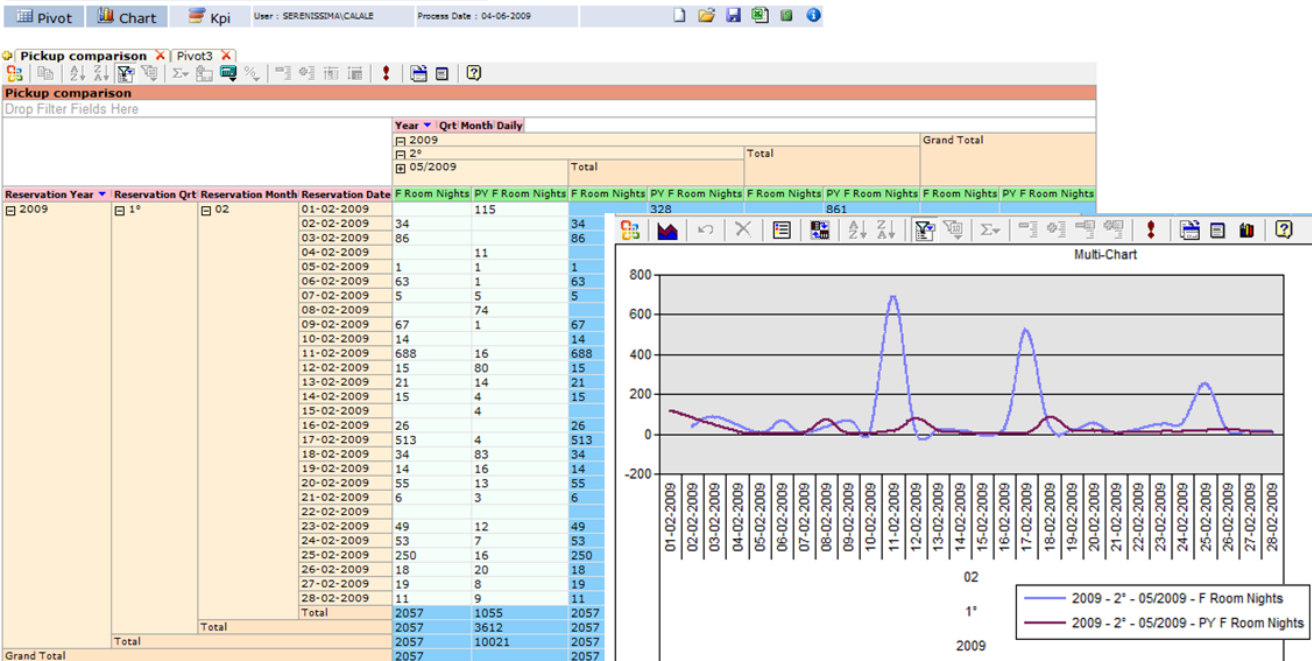 Pivot Chart Kpi User : SERENISSIMA\CALALE Process Date : 04-06-2009
Pickup comparison Pivot3
Pickup comparison
Drop Filter Fields Here
Year Qrt Month Daily
2009 Grand Total
2° Total
05/2009 Total
Reservation Year Reservation Qrt Reservation Month Reservation Date F Room Nights PY F Room Nights F Room Nights PY F Room Nights F Room Nights PY F Room Nights F Room Nights PY F Room Nights
2009 1° 02 01-02-2009 115 328 861
02-02-2009 34 34
03-02-2009 86 86
04-02-2009 11
05-02-2009 1 1 1
06-02-2009 63 1 63
07-02-2009 5 5 5
08-02-2009 74
09-02-2009 67 1 67
10-02-2009 14 14
11-02-2009 688 16 688
12-02-2009 15 80 15
13-02-2009 21 14 21
14-02-2009 15 4 15
15-02-2009 4
16-02-2009 26 26
17-02-2009 513 4 513
18-02-2009 34 83 34
19-02-2009 14 16 14
20-02-2009 55 13 55
21-02-2009 6 3 6
22-02-2009
23-02-2009 49 12 49
24-02-2009 53 7 53
25-02-2009 250 16 250
26-02-2009 18 20 18
27-02-2009 19 8 19
28-02-2009 11 9 11
Total 2057 1055 2057
Total 2057 3612 2057
Total 2057 10021 2057
Grand Total 2057 2057
Multi-Chart
800
600
400
200
0
-200
01-02-2009
02-02-2009
03-02-2009
04-02-2009
05-02-2009
06-02-2009
07-02-2009
08-02-2009
09-02-2009
10-02-2009
11-02-2009
12-02-2009
13-02-2009
14-02-2009
15-02-2009
16-02-2009
17-02-2009
18-02-2009
19-02-2009
20-02-2009
21-02-2009
22-02-2009
23-02-2009
24-02-2009
25-02-2009
26-02-2009
27-02-2009
28-02-2009
02
1°
2009
2009 - 2° - 05/2009 - F Room Nights
2009 - 2° - 05/2009 - PY F Room Nights